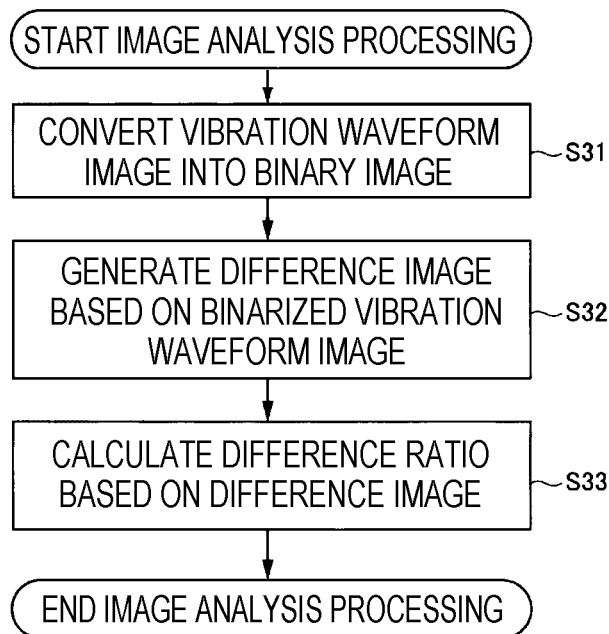 START IMAGE ANALYSIS PROCESSING
CONVERT VIBRATION WAVEFORM
IMAGE INTO BINARY IMAGE
S31
GENERATE DIFFERENCE IMAGE
BASED ON BINARIZED VIBRATION
WAVEFORM IMAGE
S32
CALCULATE DIFFERENCE RATIO
BASED ON DIFFERENCE IMAGE
S33
END IMAGE ANALYSIS PROCESSING